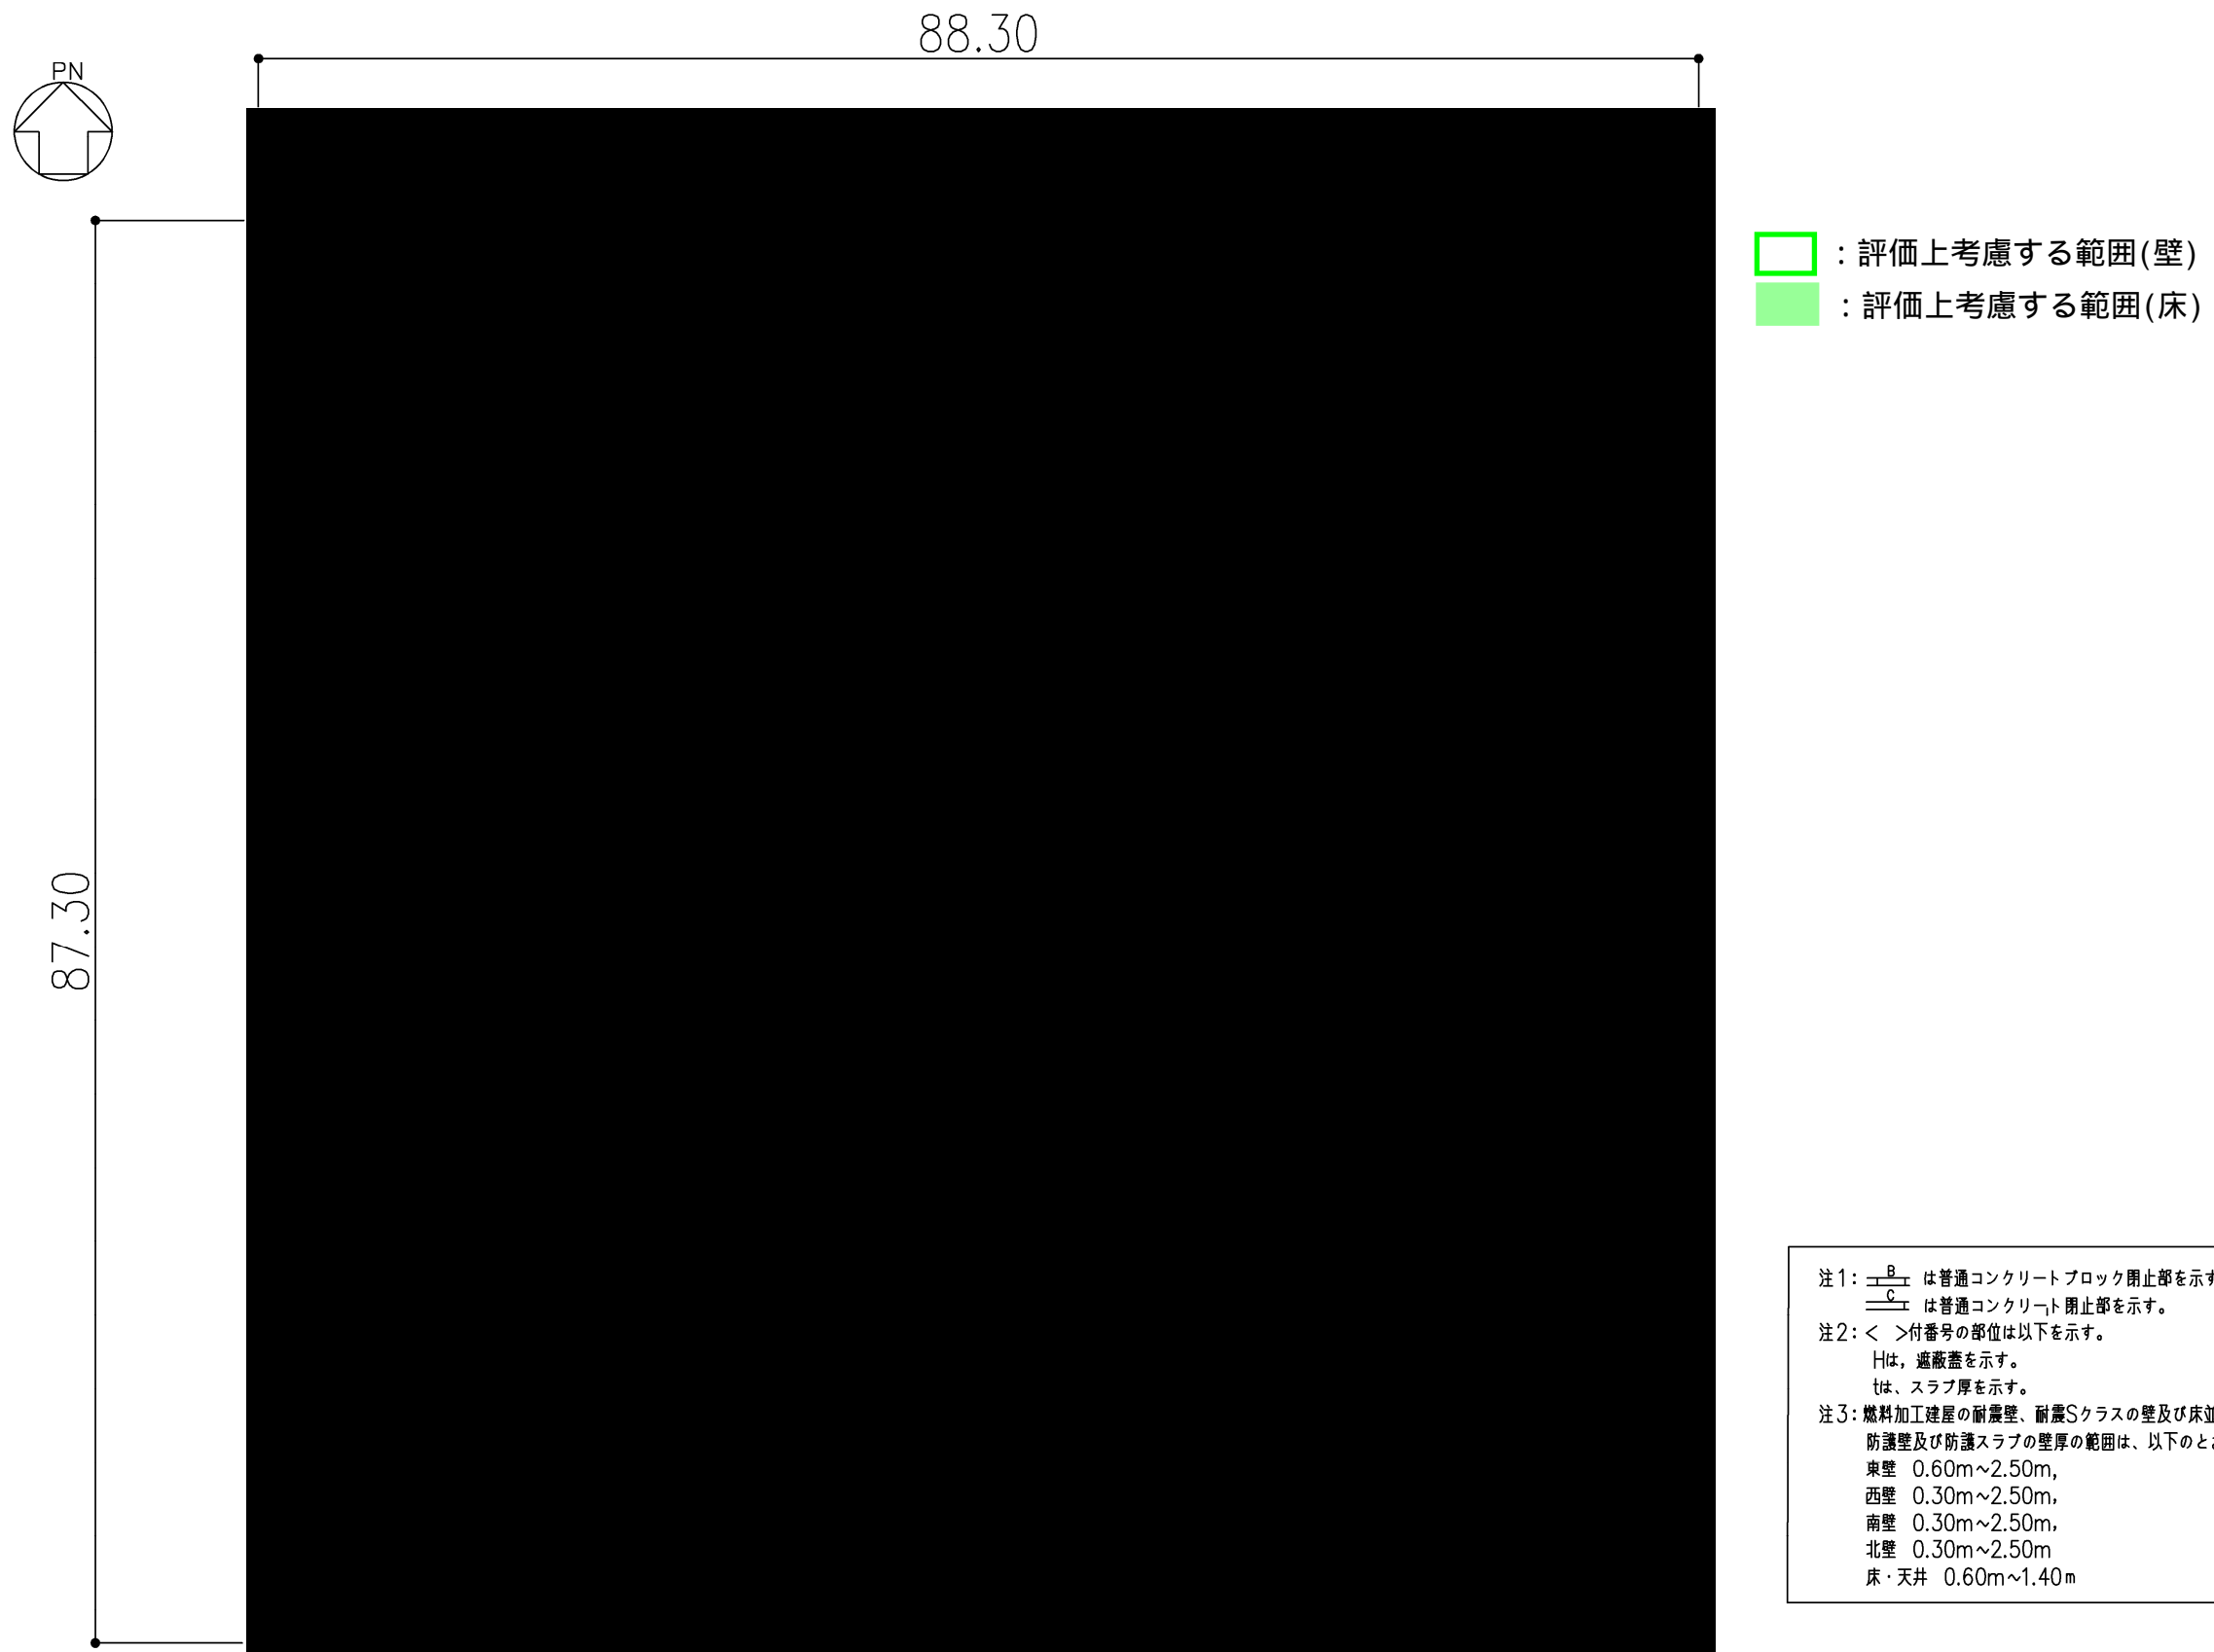 88.30
PN
：評価上考慮する範囲(壁)
：評価上考慮する範囲(床)
87.30
注1： B は普通コンクリートブロック閉止部を示す
C は普通コンクリート閉止部を示す。
注2：＜ ＞付番号の部位は以下を示す。
Hは，遮蔽蓋を示す。
tは、スラブ厚を示す。
注3：燃料加工建屋の耐震壁、耐震Sクラスの壁及び床並
防護壁及び防護スラブの壁厚の範囲は、以下のとお
東壁 0.60m~2.50m,
西壁 0.30m~2.50m,
南壁 0.30m~2.50m,
北壁 0.30m~2.50m
床・天井 0.60m~1.40m